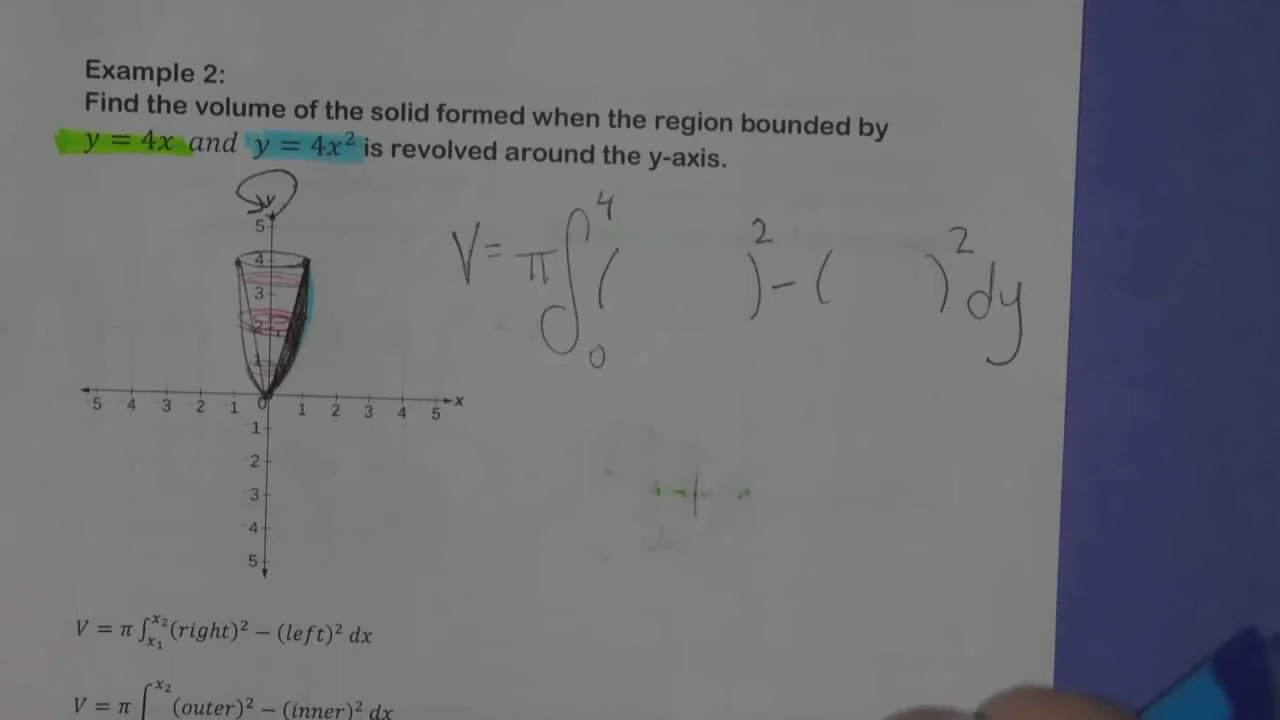 Example 2:
Find the volume of the solid formed when the region bounded by
y = 4x and y = 4x² is revolved around the y-axis.
V = π ∫₀⁴ (     )² - (     )² dy
y
5
4
3
2
1
5 4 3 2 1 0 1 2 3 4 5 x
1
2
3
4
5
V = π ∫ₓ₁ˣ² (right)² − (left)² dx
V = π ∫ ˣ² (outer)² − (inner)² dx